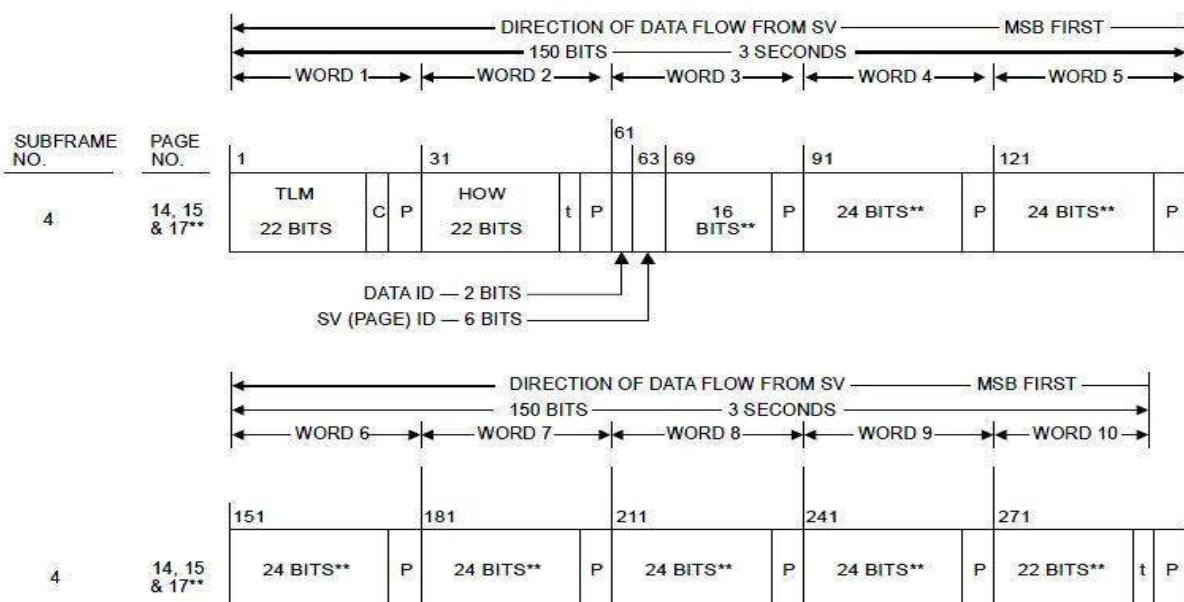 DIRECTION OF DATA FLOW FROM SV MSB FIRST
150 BITS 3 SECONDS
WORD 1 WORD 2 WORD 3 WORD 4 WORD 5
SUBFRAME NO. PAGE NO.
1 31 61 63 69 91 121
4 14, 15 & 17** TLM 22 BITS C P HOW 22 BITS t P 16 BITS** P 24 BITS** P 24 BITS** P
DATA ID — 2 BITS
SV (PAGE) ID — 6 BITS
DIRECTION OF DATA FLOW FROM SV MSB FIRST
150 BITS 3 SECONDS
WORD 6 WORD 7 WORD 8 WORD 9 WORD 10
151 181 211 241 271
4 14, 15 & 17** 24 BITS** P 24 BITS** P 24 BITS** P 24 BITS** P 22 BITS** t P